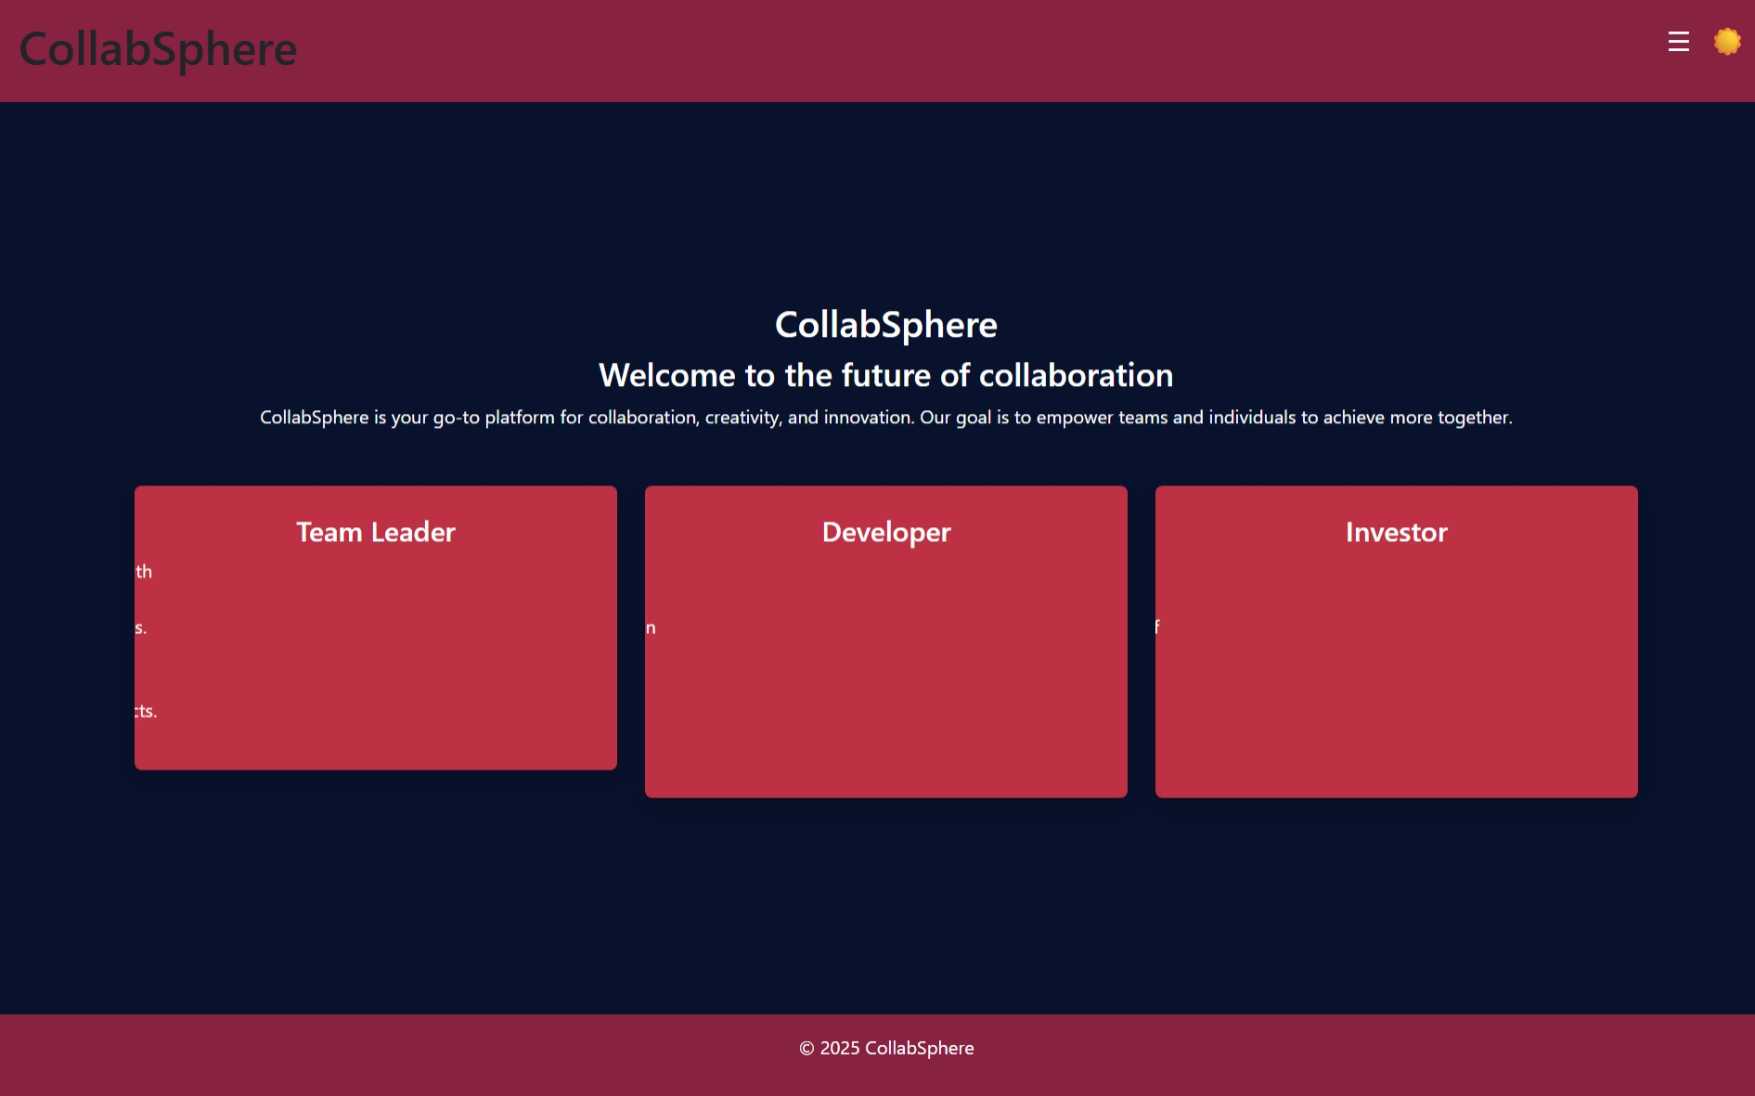 CollabSphere
CollabSphere
Welcome to the future of collaboration
CollabSphere is your go-to platform for collaboration, creativity, and innovation. Our goal is to empower teams and individuals to achieve more together.
Team Leader
th
s.
cts.
Developer
n
Investor
f
© 2025 CollabSphere